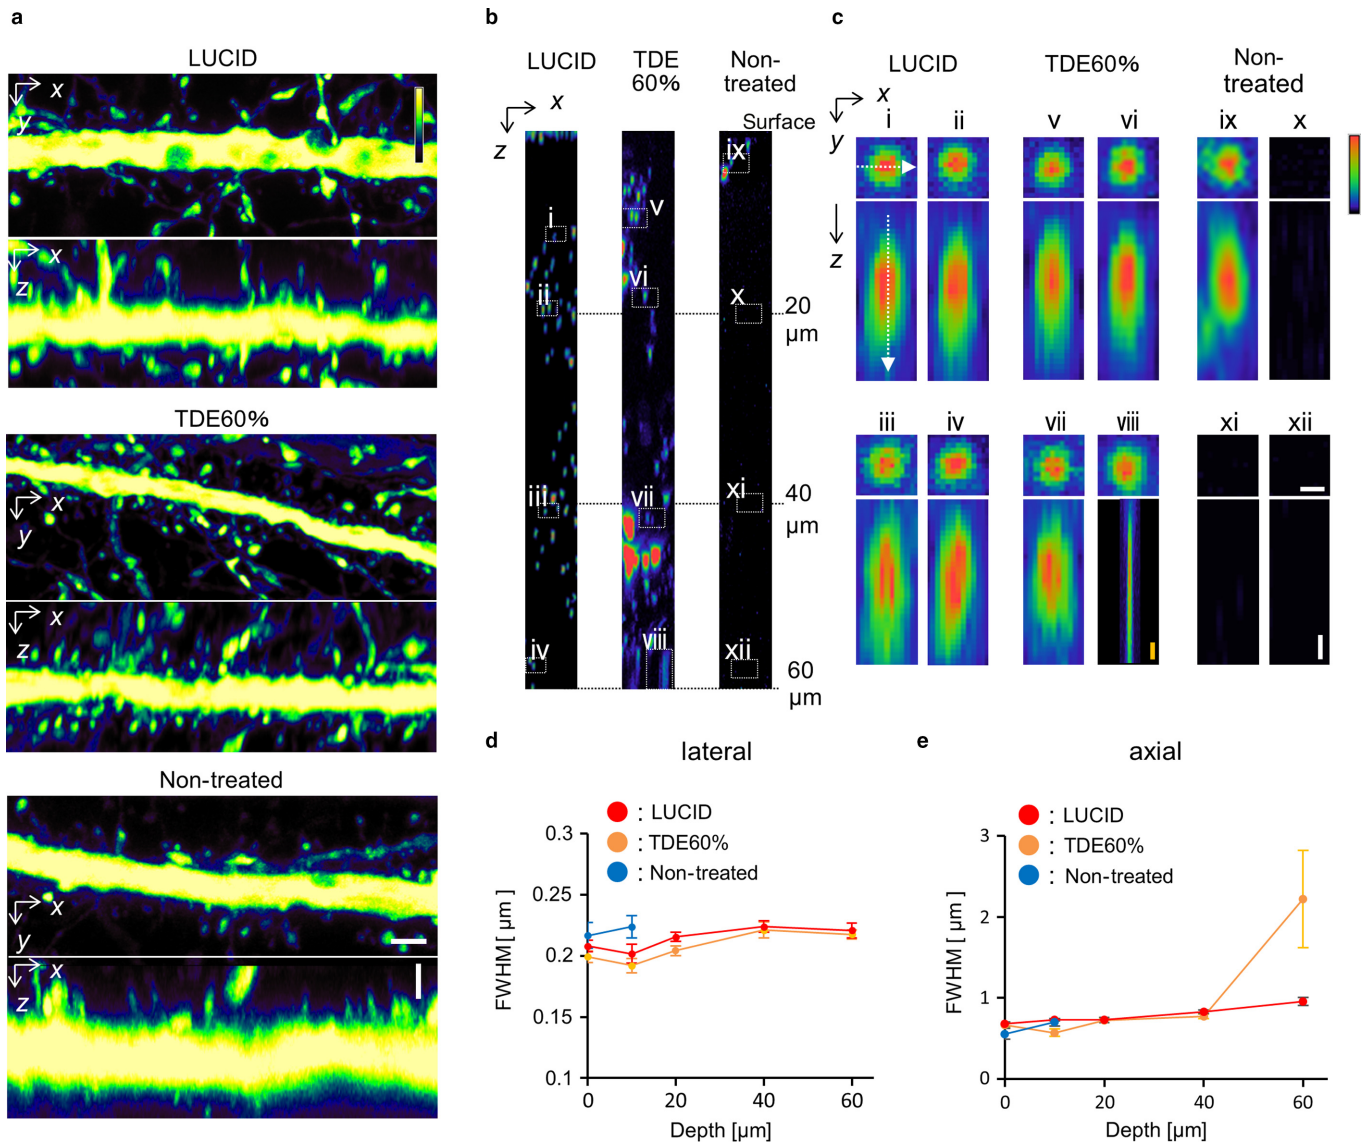 a
LUCID
x
y
x
z
TDE60%
x
y
x
z
Non-treated
x
y
x
z
b
LUCID
TDE
60%
Non-
treated
x
z
Surface
i
ii
iii
iv
v
vi
vii
viii
ix
x
xi
xii
20
µm
40
µm
60
µm
c
LUCID
TDE60%
Non-
treated
x
y
z
i
ii
v
vi
ix
x
iii
iv
vii
viii
xi
xii
d
lateral
: LUCID
: TDE60%
: Non-treated
FWHM [ µm ]
0.3
0.25
0.2
0.15
0.1
0
20
40
60
Depth [µm]
e
axial
: LUCID
: TDE60%
: Non-treated
FWHM [ µm ]
3
2
1
0
0
20
40
60
Depth [µm]